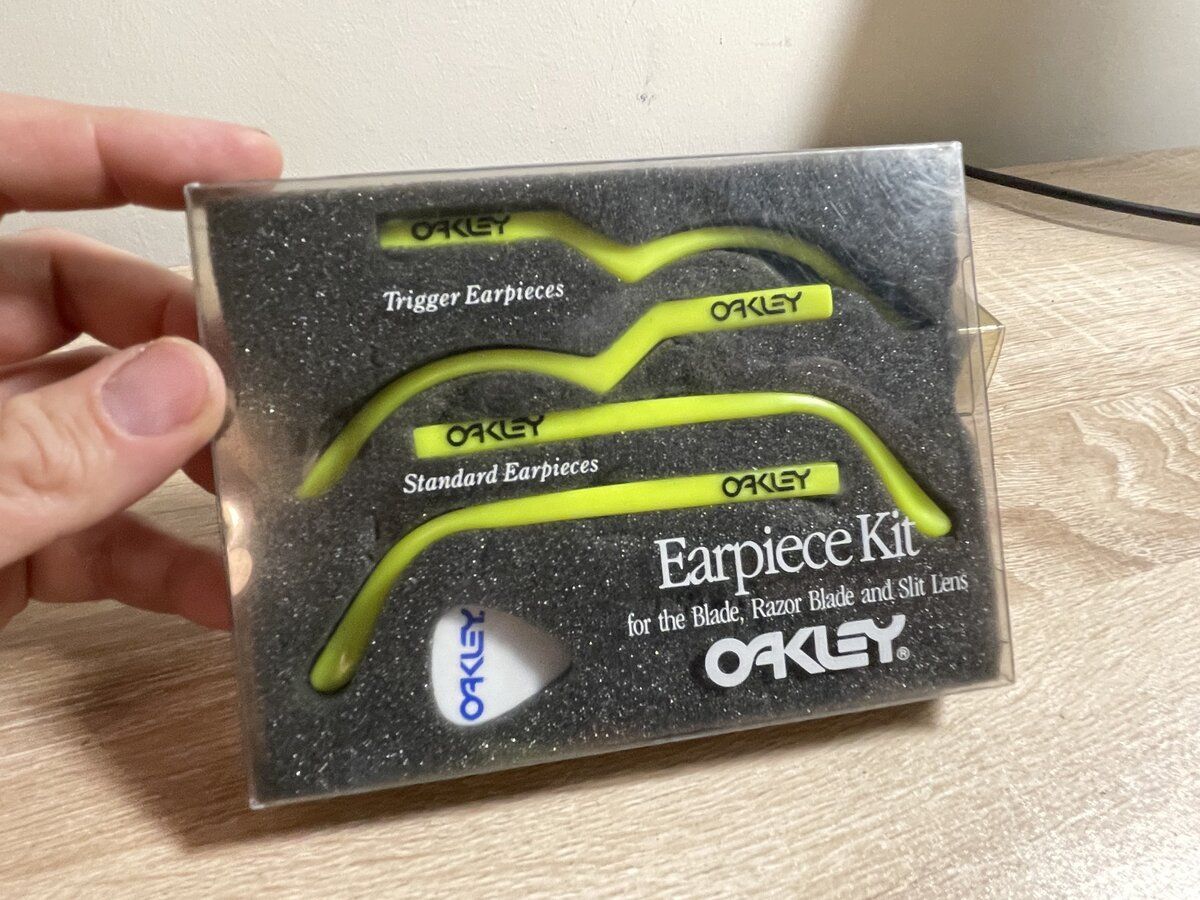 OAKLEY
Trigger Earpieces
OAKLEY
OAKLEY
Standard Earpieces
OAKLEY
Earpiece Kit
for the Blade, Razor Blade and Slit Lens
OAKLEY®
OAKLEY